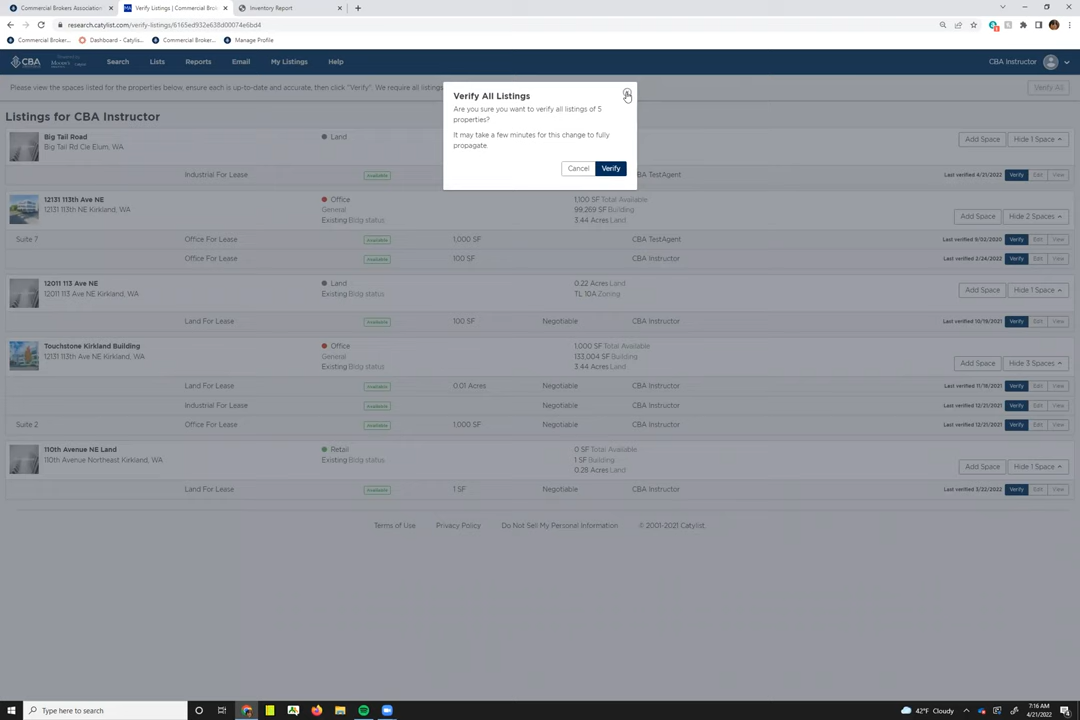 Commercial Brokers Association
Verify Listings | Commercial Bro
Inventory Report
research.catylist.com/verify-listings/6165ed932e638d00074e6bd4
Commercial Broker...
Dashboard - Catylis...
Commercial Broker...
Manage Profile
CBA
Search
Lists
Reports
Email
My Listings
Help
CBA Instructor
Please view the spaces listed for the properties below, ensure each is up-to-date and accurate, then click "Verify". We require all listings
Verify All
Verify All Listings
Are you sure you want to verify all listings of 5
properties?
It may take a few minutes for this change to fully
propagate.
Cancel
Verify
Listings for CBA Instructor
Big Tail Road
Big Tail Rd Cle Elum, WA
Land
Add Space
Hide 1 Space
Industrial For Lease
Available
CBA TestAgent
Last verified 4/21/2022
Verify
Edit
View
12131 113th Ave NE
12131 113th NE Kirkland, WA
Office
General
Existing Bldg status
1,100 SF Total Available
99,269 SF Building
3.44 Acres Land
Add Space
Hide 2 Spaces
Suite 7
Office For Lease
Available
1,000 SF
CBA TestAgent
Last verified 9/02/2020
Verify
Edit
View
Office For Lease
Available
100 SF
CBA Instructor
Last verified 2/24/2022
Verify
Edit
View
12011 113 Ave NE
12011 113 Ave NE Kirkland, WA
Land
Existing Bldg status
0.22 Acres Land
TL 10A Zoning
Add Space
Hide 1 Space
Land For Lease
Available
100 SF
Negotiable
CBA Instructor
Last verified 10/19/2021
Verify
Edit
View
Touchstone Kirkland Building
12131 113th Ave NE Kirkland, WA
Office
General
Existing Bldg status
1,000 SF Total Available
133,004 SF Building
3.44 Acres Land
Add Space
Hide 3 Spaces
Land For Lease
Available
0.01 Acres
Negotiable
CBA Instructor
Last verified 11/19/2021
Verify
Edit
View
Industrial For Lease
Available
Negotiable
CBA Instructor
Last verified 12/21/2021
Verify
Edit
View
Suite 2
Office For Lease
Available
1,000 SF
Negotiable
CBA Instructor
Last verified 12/21/2021
Verify
Edit
View
110th Avenue NE Land
110th Avenue Northeast Kirkland, WA
Retail
Existing Bldg status
0 SF Total Available
1 SF Building
0.28 Acres Land
Add Space
Hide 1 Space
Land For Lease
Available
1 SF
Negotiable
CBA Instructor
Last verified 3/22/2022
Verify
Edit
View
Terms of Use
Privacy Policy
Do Not Sell My Personal Information
© 2001-2021 Catylist.
Type here to search
42°F Cloudy
7:16 AM
4/21/2022